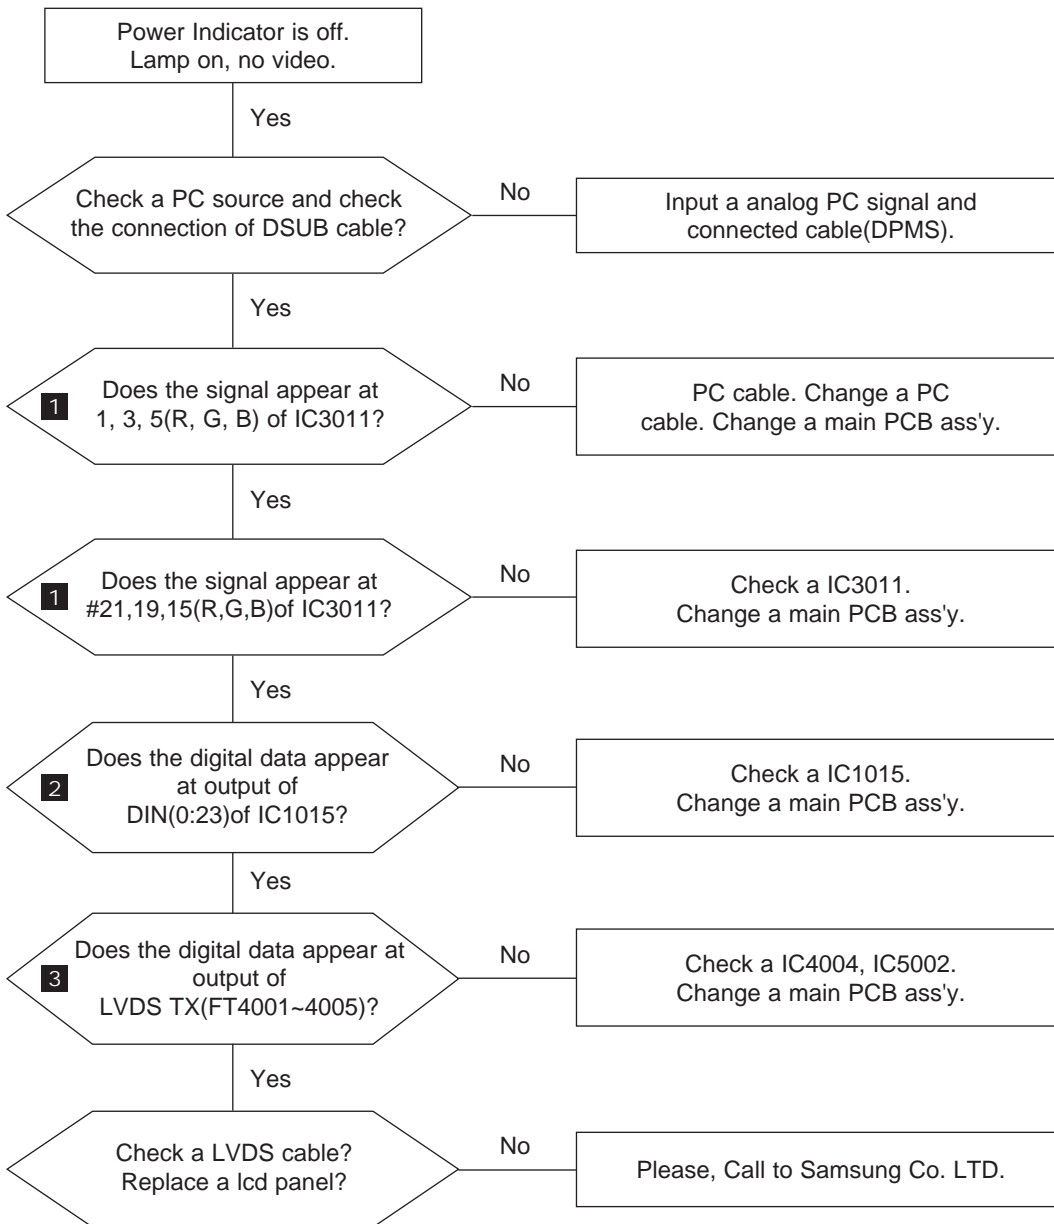 Power Indicator is off.
Lamp on, no video.
Yes
Check a PC source and check
the connection of DSUB cable?
No
Input a analog PC signal and
connected cable(DPMS).
Yes
1
Does the signal appear at
1, 3, 5(R, G, B) of IC3011?
No
PC cable. Change a PC
cable. Change a main PCB ass'y.
Yes
1
Does the signal appear at
#21,19,15(R,G,B)of IC3011?
No
Check a IC3011.
Change a main PCB ass'y.
Yes
2
Does the digital data appear
at output of
DIN(0:23)of IC1015?
No
Check a IC1015.
Change a main PCB ass'y.
Yes
3
Does the digital data appear at
output of
LVDS TX(FT4001~4005)?
No
Check a IC4004, IC5002.
Change a main PCB ass'y.
Yes
Check a LVDS cable?
Replace a lcd panel?
No
Please, Call to Samsung Co. LTD.